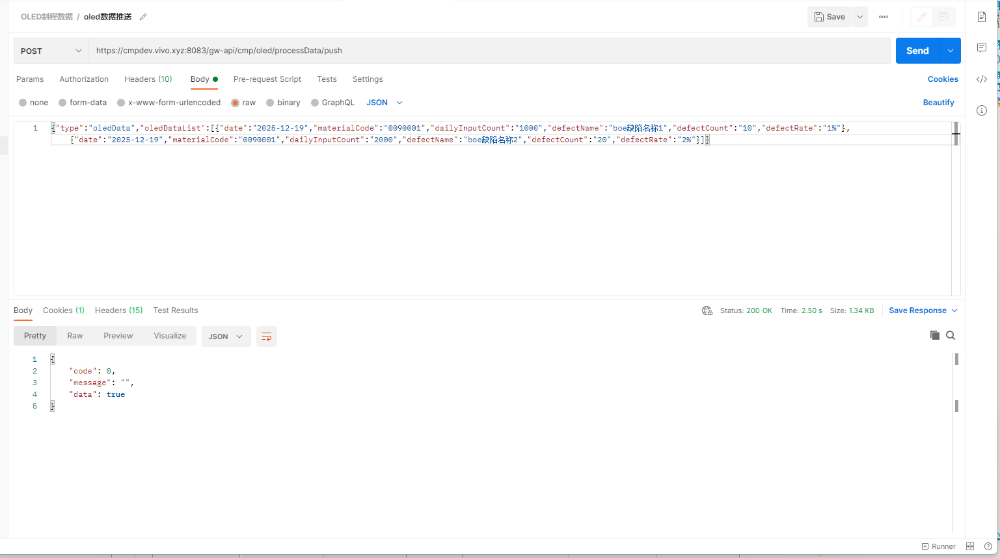 OLED制程数据 / oled数据推送
Save
POST
https://cmpdev.vivo.xyz:8083/gw-api/cmp/oled/processData/push
Send
Params Authorization Headers (10) Body Pre-request Script Tests Settings Cookies
none form-data x-www-form-urlencoded raw binary GraphQL JSON Beautify
1 {"type":"oledData","oledDataList":[{"date":"2025-12-19","materialCode":"0090001","dailyInputCount":"1000","defectName":"boe缺陷名称1","defectCount":"10","defectRate":"1%"},
{"date":"2025-12-19","materialCode":"0090001","dailyInputCount":"2000","defectName":"boe缺陷名称2","defectCount":"20","defectRate":"2%"}]}
Body Cookies (1) Headers (15) Test Results Status: 200 OK Time: 2.50 s Size: 1.34 KB Save Response
Pretty Raw Preview Visualize JSON
1 {
2 "code": 0,
3 "message": "",
4 "data": true
5 }
Runner